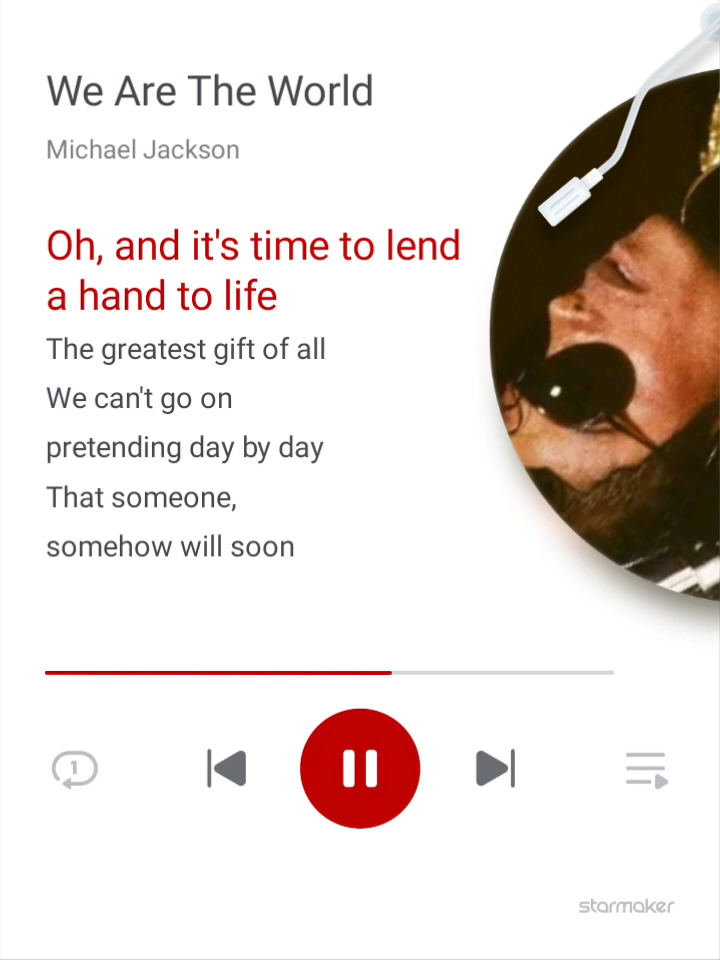 We Are The World
Michael Jackson
Oh, and it's time to lend
a hand to life
The greatest gift of all
We can't go on
pretending day by day
That someone,
somehow will soon
1
starmaker